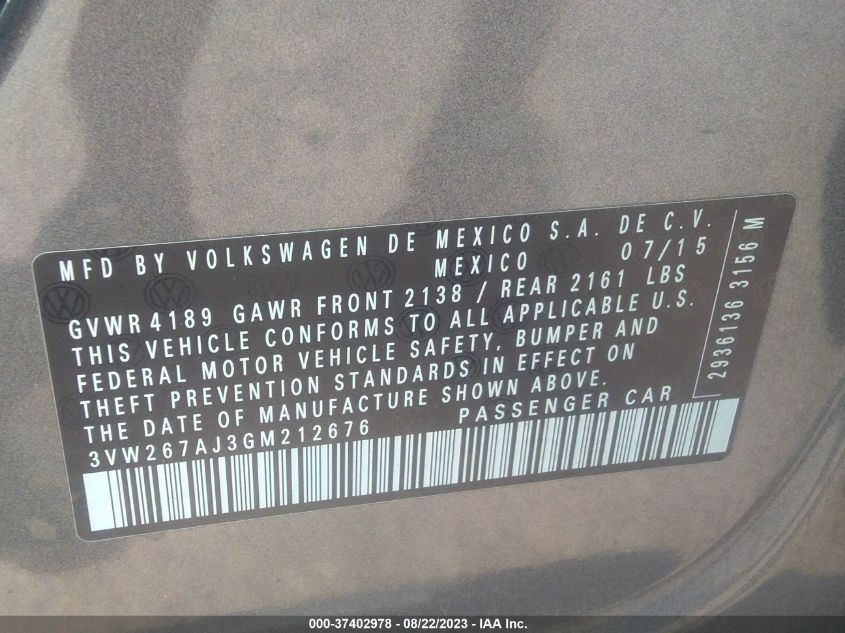 MFD BY VOLKSWAGEN DE MEXICO S.A. DE C.V.
MEXICO 07/15
GVWR 4189 GAWR FRONT 2138 / REAR 2161 LBS
THIS VEHICLE CONFORMS TO ALL APPLICABLE U.S.
FEDERAL MOTOR VEHICLE SAFETY, BUMPER AND
THEFT PREVENTION STANDARDS IN EFFECT ON
THE DATE OF MANUFACTURE SHOWN ABOVE.
3VW267AJ3GM212676 PASSENGER CAR
2936136 3156 M
000-37402978 - 08/22/2023 - IAA Inc.